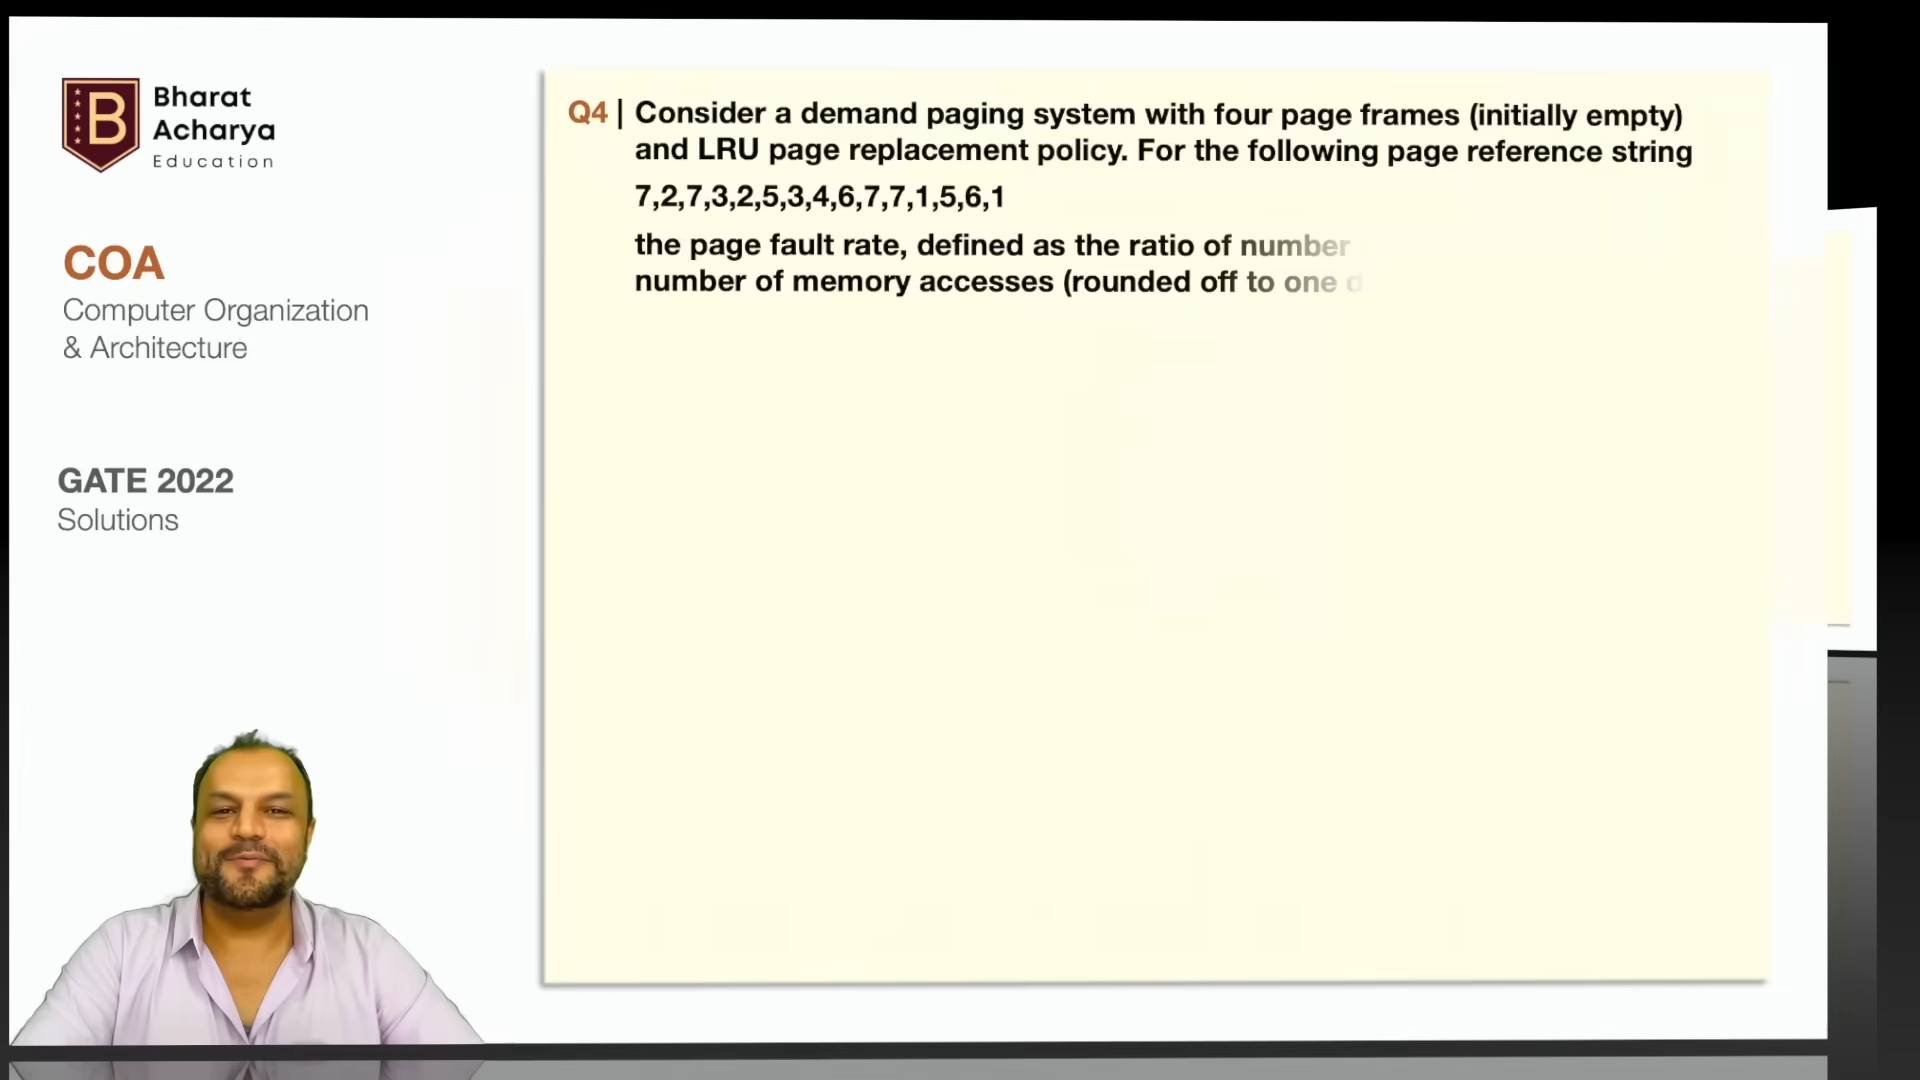 Bharat
Acharya
Education
COA
Computer Organization
& Architecture
GATE 2022
Solutions
Q4 | Consider a demand paging system with four page frames (initially empty)
and LRU page replacement policy. For the following page reference string
7,2,7,3,2,5,3,4,6,7,7,1,5,6,1
the page fault rate, defined as the ratio of number
number of memory accesses (rounded off to one d